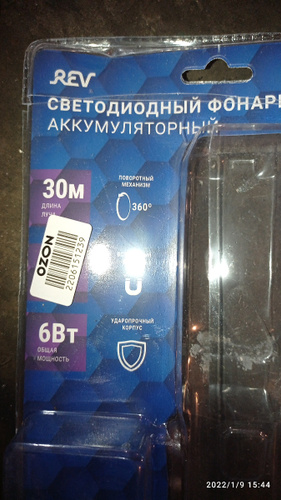 REV
СВЕТОДИОДНЫЙ ФОНАР
АККУМУЛЯТОРНЫЙ
30м
ДЛИНА
ЛУЧА
ПОВОРОТНЫЙ
МЕХАНИЗМ
360°
OZON
2206151239
6Вт
ОБЩАЯ
МОЩНОСТЬ
УДАРОПРОЧНЫЙ
КОРПУС
2022/1/9 15:44